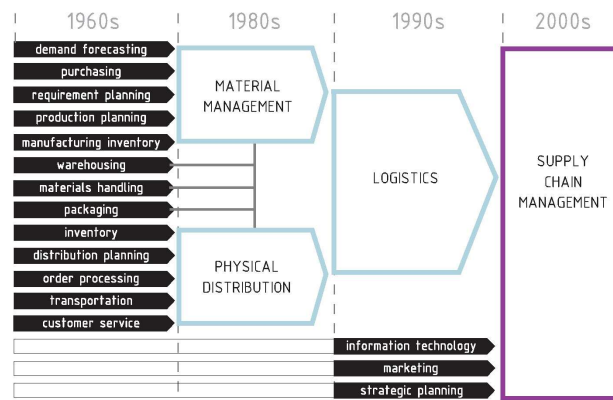 1960s 1980s 1990s 2000s
demand forecasting
purchasing
requirement planning
production planning
manufacturing inventory
warehousing
materials handling
packaging
inventory
distribution planning
order processing
transportation
customer service
MATERIAL
MANAGEMENT
PHYSICAL
DISTRIBUTION
LOGISTICS
information technology
marketing
strategic planning
SUPPLY
CHAIN
MANAGEMENT